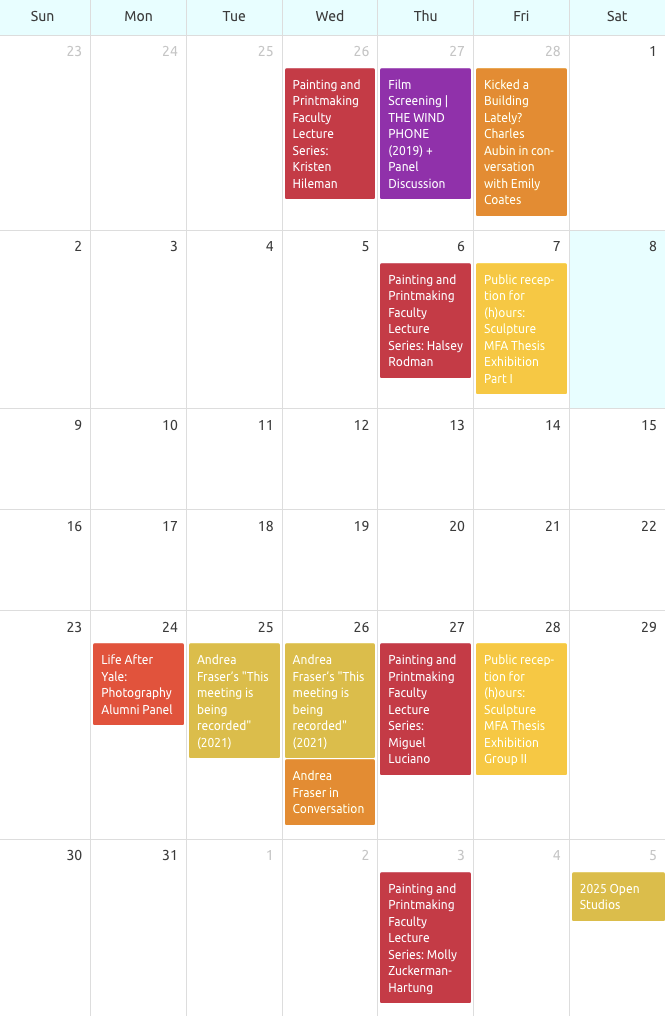 Sun Mon Tue Wed Thu Fri Sat
23 24 25 26 27 28 1
Painting and
Printmaking
Faculty
Lecture
Series:
Kristen
Hileman
Film
Screening |
THE WIND
PHONE
(2019) +
Panel
Discussion
Kicked a
Building
Lately?
Charles
Aubin in con-
versation
with Emily
Coates
2 3 4 5 6 7 8
Painting and
Printmaking
Faculty
Lecture
Series: Halsey
Rodman
Public recep-
tion for
(h)ours:
Sculpture
MFA Thesis
Exhibition
Part I
9 10 11 12 13 14 15
16 17 18 19 20 21 22
23 24 25 26 27 28 29
Life After
Yale:
Photography
Alumni Panel
Andrea
Fraser's "This
meeting is
being
recorded"
(2021)
Andrea
Fraser's "This
meeting is
being
recorded"
(2021)
Andrea
Fraser in
Conversation
Painting and
Printmaking
Faculty
Lecture
Series:
Miguel
Luciano
Public recep-
tion for
(h)ours:
Sculpture
MFA Thesis
Exhibition
Group II
30 31 1 2 3 4 5
Painting and
Printmaking
Faculty
Lecture
Series: Molly
Zuckerman-
Hartung
2025 Open
Studios